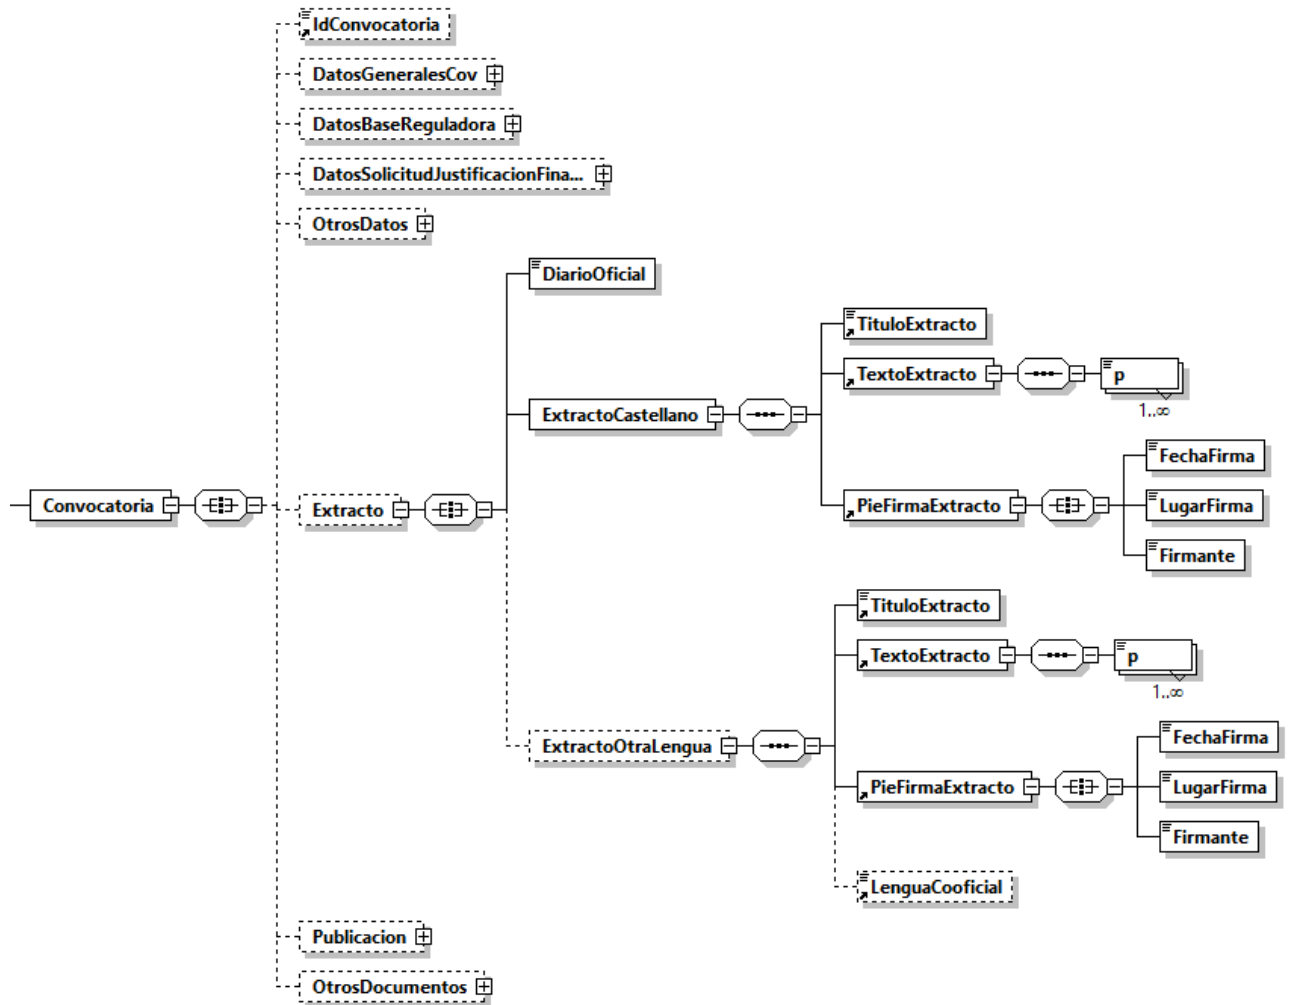 IdConvocatoria
DatosGeneralesCov
DatosBaseReguladora
DatosSolicitudJustificacionFina...
OtrosDatos
DiarioOficial
TituloExtracto
TextoExtracto
p
1..∞
ExtractoCastellano
FechaFirma
Convocatoria
Extracto
PieFirmaExtracto
LugarFirma
Firmante
TituloExtracto
TextoExtracto
p
1..∞
ExtractoOtraLengua
FechaFirma
PieFirmaExtracto
LugarFirma
Firmante
LenguaCooficial
Publicacion
OtrosDocumentos